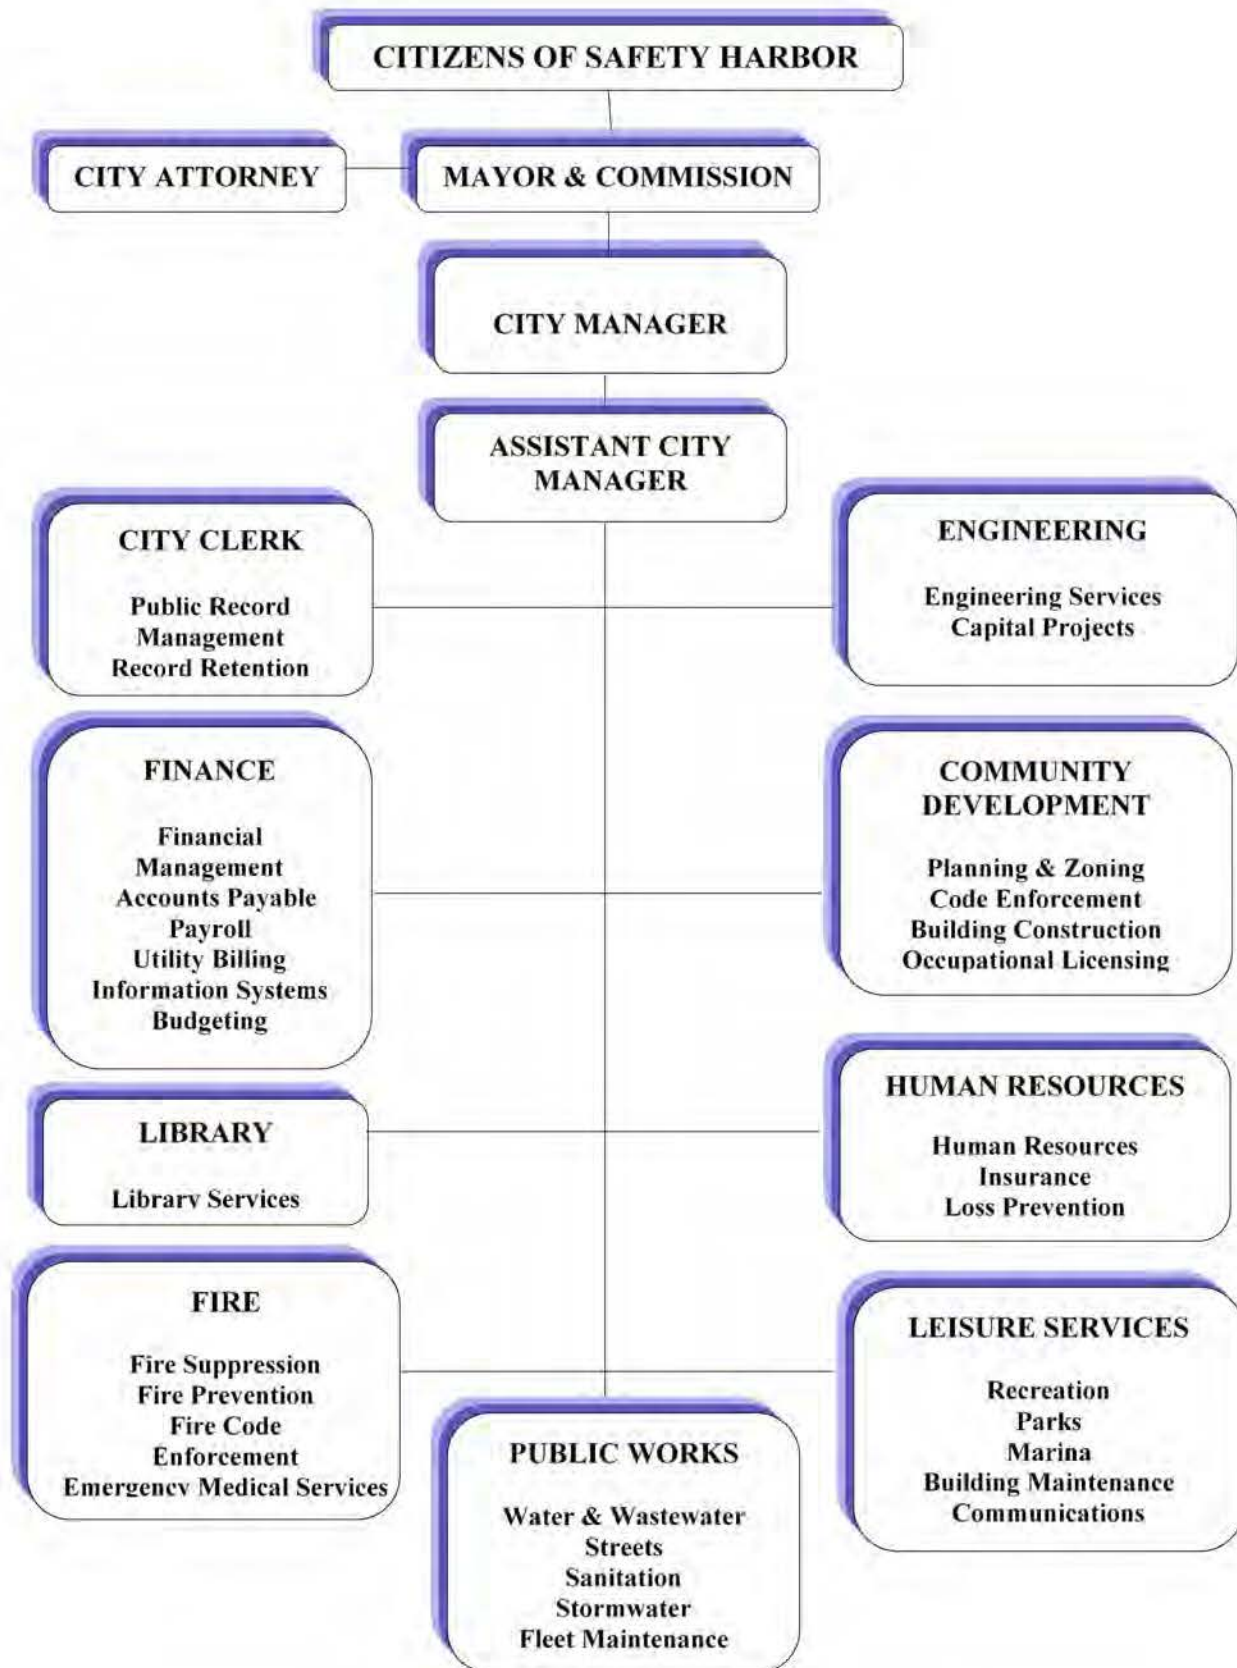 CITIZENS OF SAFETY HARBOR
CITY ATTORNEY
MAYOR & COMMISSION
CITY MANAGER
ASSISTANT CITY
MANAGER
CITY CLERK
Public Record
Management
Record Retention
ENGINEERING
Engineering Services
Capital Projects
FINANCE
Financial
Management
Accounts Payable
Payroll
Utility Billing
Information Systems
Budgeting
COMMUNITY
DEVELOPMENT
Planning & Zoning
Code Enforcement
Building Construction
Occupational Licensing
LIBRARY
Library Services
HUMAN RESOURCES
Human Resources
Insurance
Loss Prevention
FIRE
Fire Suppression
Fire Prevention
Fire Code
Enforcement
Emergency Medical Services
LEISURE SERVICES
Recreation
Parks
Marina
Building Maintenance
Communications
PUBLIC WORKS
Water & Wastewater
Streets
Sanitation
Stormwater
Fleet Maintenance